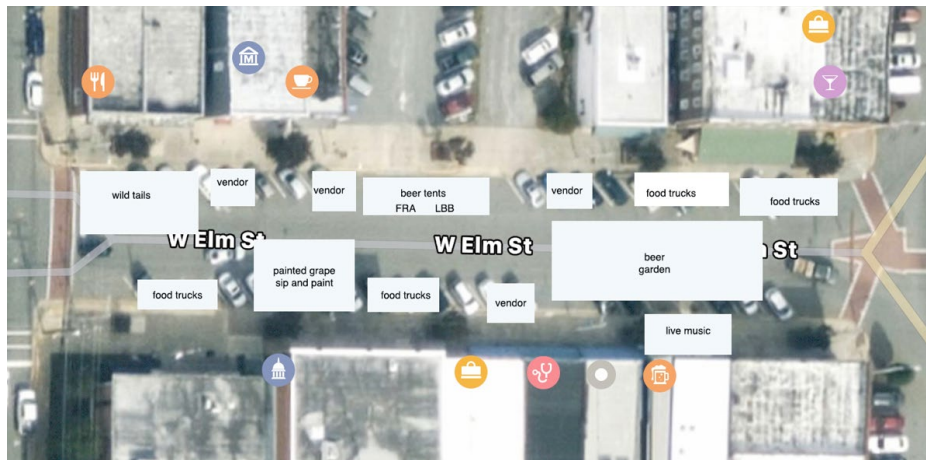 wild tails
vendor
vendor
beer tents
FRA LBB
vendor
food trucks
food trucks
W Elm St
W Elm St
m St
painted grape
sip and paint
beer
garden
food trucks
food trucks
vendor
live music
M